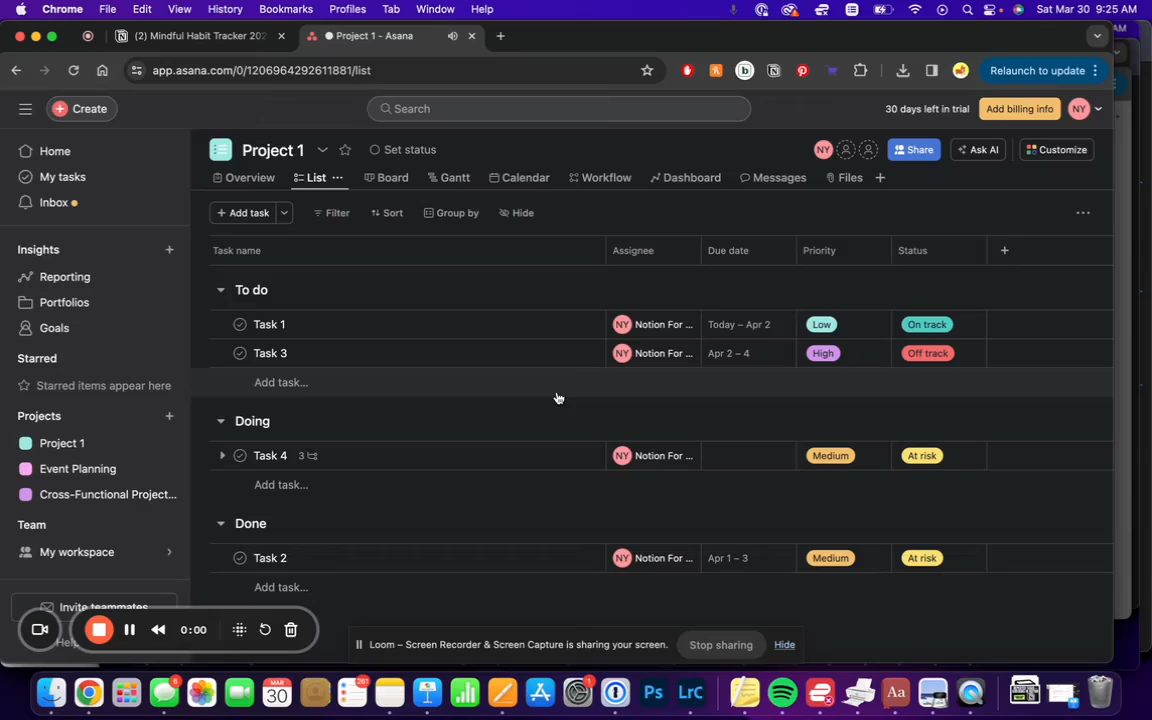 Chrome File Edit View History Bookmarks Profiles Tab Window Help Sat Mar 30 9:25 AM
(2) Mindful Habit Tracker 202 Project 1 - Asana
app.asana.com/0/1206964292611881/list Relaunch to update
Create Search 30 days left in trial Add billing info NY
Home
My tasks
Inbox
Insights
Reporting
Portfolios
Goals
Starred
Starred items appear here
Projects
Project 1
Event Planning
Cross-Functional Project...
Team
My workspace
Invite teammates
Help
Project 1 Set status NY Share Ask AI Customize
Overview List Board Gantt Calendar Workflow Dashboard Messages Files
+ Add task Filter Sort Group by Hide
Task name Assignee Due date Priority Status
To do
Task 1 NY Notion For ... Today – Apr 2 Low On track
Task 3 NY Notion For ... Apr 2 – 4 High Off track
Add task...
Doing
Task 4 3 NY Notion For ... Medium At risk
Add task...
Done
Task 2 NY Notion For ... Apr 1 – 3 Medium At risk
Add task...
0:00
Loom – Screen Recorder & Screen Capture is sharing your screen. Stop sharing Hide
MAR
30
6
261
1
Ps
LrC
Aa